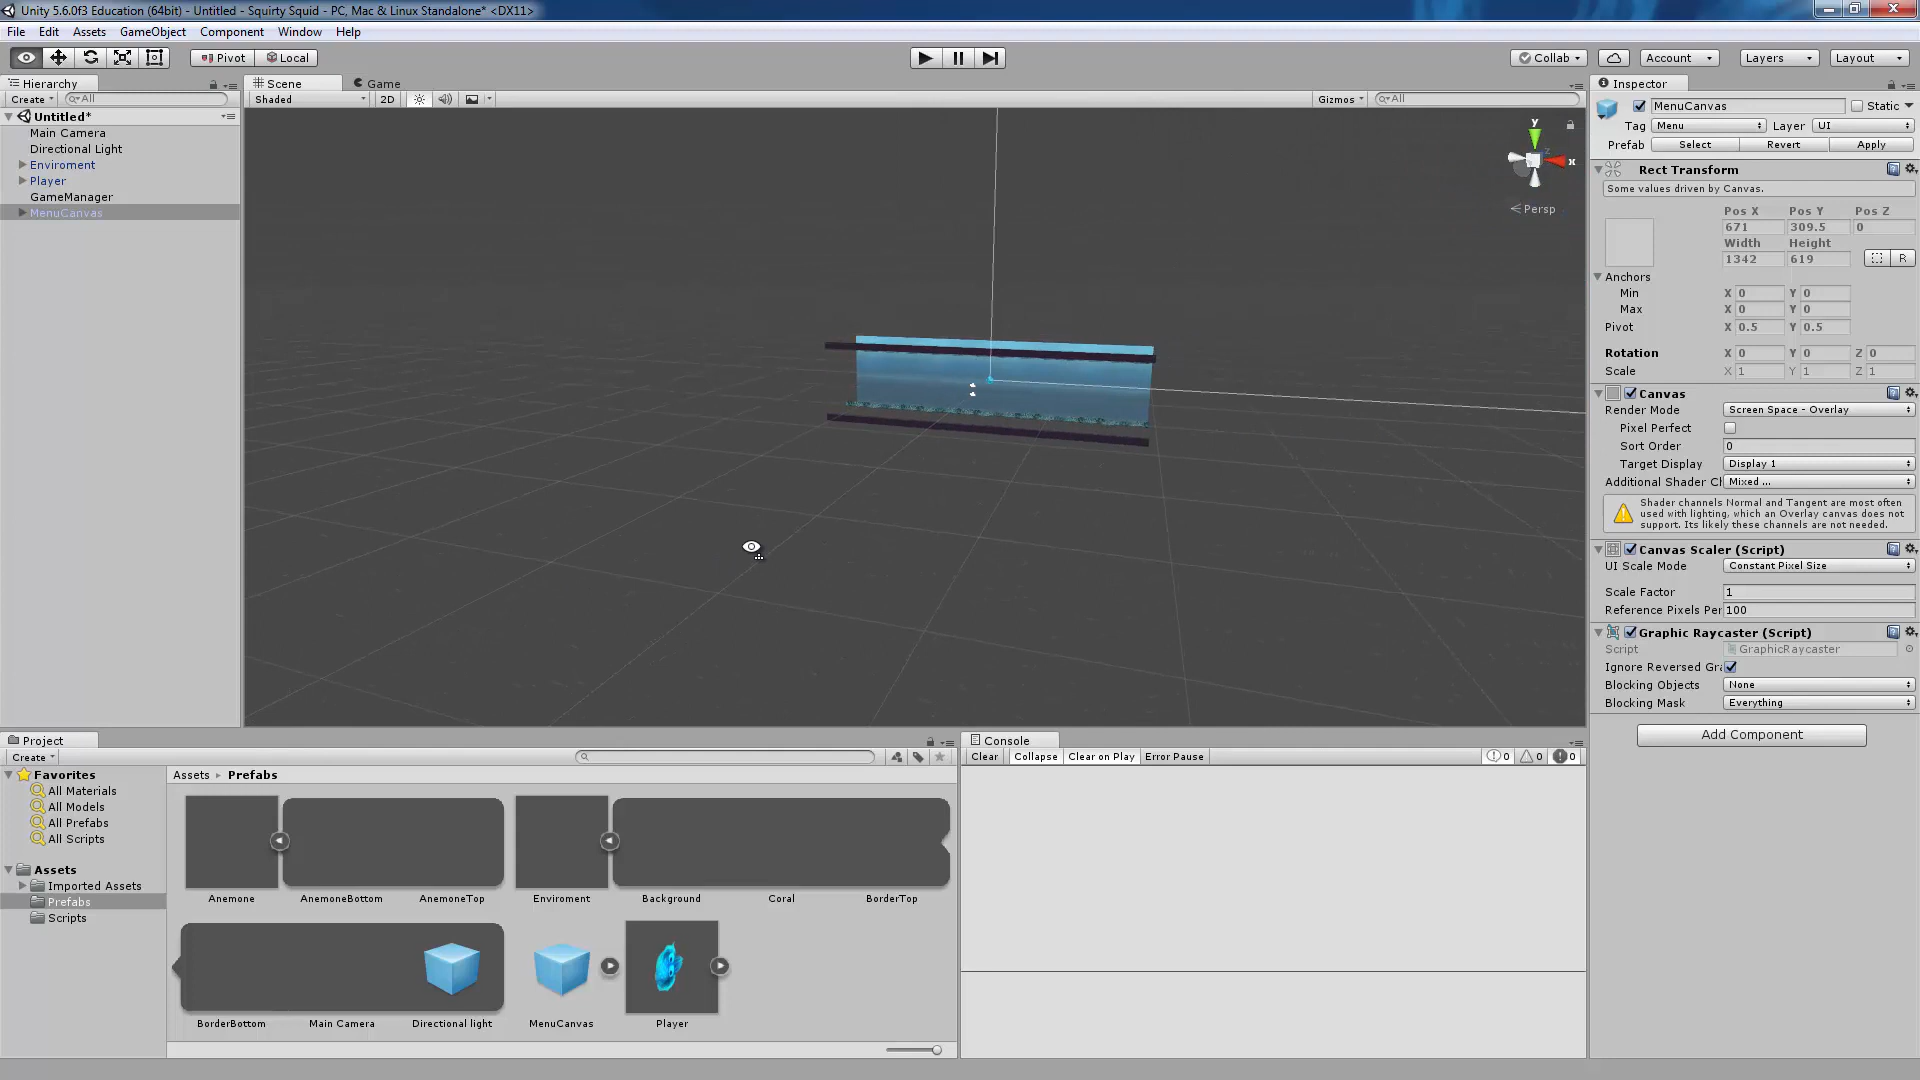 Unity 5.6.0f3 Education (64bit) - Untitled - Squirty Squid - PC, Mac & Linux Standalone* <DX11>
File Edit Assets GameObject Component Window Help
Pivot Local Collab Account Layers Layout
Hierarchy
Create All
Untitled*
Main Camera
Directional Light
Enviroment
Player
GameManager
MenuCanvas
Scene Game
Shaded 2D Gizmos All
y
x
z
Persp
Inspector
MenuCanvas Static
Tag Menu Layer UI
Prefab Select Revert Apply
Rect Transform
Some values driven by Canvas.
Pos X Pos Y Pos Z
671 309.5 0
Width Height
1342 619 R
Anchors
Min X 0 Y 0
Max X 0 Y 0
Pivot X 0.5 Y 0.5
Rotation X 0 Y 0 Z 0
Scale X 1 Y 1 Z 1
Canvas
Render Mode Screen Space - Overlay
Pixel Perfect
Sort Order 0
Target Display Display 1
Additional Shader Cl Mixed ...
Shader channels Normal and Tangent are most often
used with lighting, which an Overlay canvas does not
support. Its likely these channels are not needed.
Canvas Scaler (Script)
UI Scale Mode Constant Pixel Size
Scale Factor 1
Reference Pixels Per 100
Graphic Raycaster (Script)
Script GraphicRaycaster
Ignore Reversed Gra
Blocking Objects None
Blocking Mask Everything
Add Component
Project
Create
Favorites
All Materials
All Models
All Prefabs
All Scripts
Assets
Imported Assets
Prefabs
Scripts
Assets Prefabs
Anemone AnemoneBottom AnemoneTop Enviroment Background Coral BorderTop
BorderBottom Main Camera Directional light MenuCanvas Player
Console
Clear Collapse Clear on Play Error Pause 0 0 0